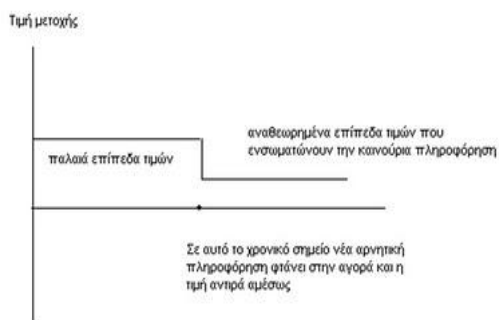 Τιμή μετοχής
αναθεωρημένα επίπεδα τιμών που
ενσωματώνουν την καινούρια πληροφόρηση
παλαιά επίπεδα τιμών
Σε αυτό το χρονικό σημείο νέα αρνητική
πληροφόρηση φτάνει στην αγορά και η
τιμή αντιρά αμέσως